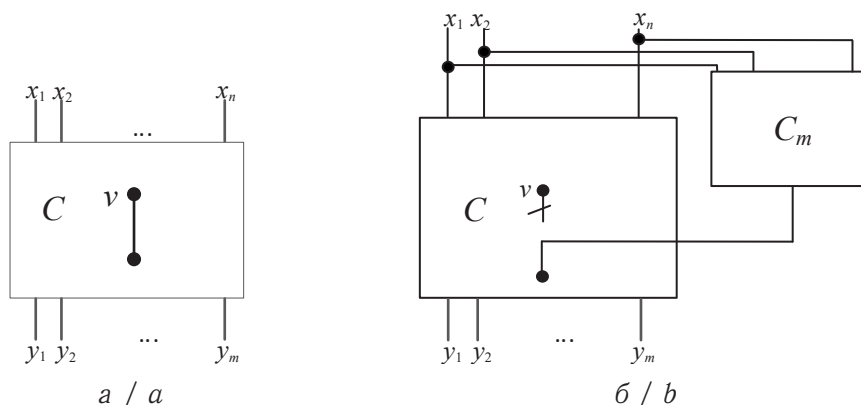 x1 x2 ... xn
C v
y1 y2 ... ym
а / a
x1 x2 xn
Cm
C v
y1 y2 ... ym
б / b